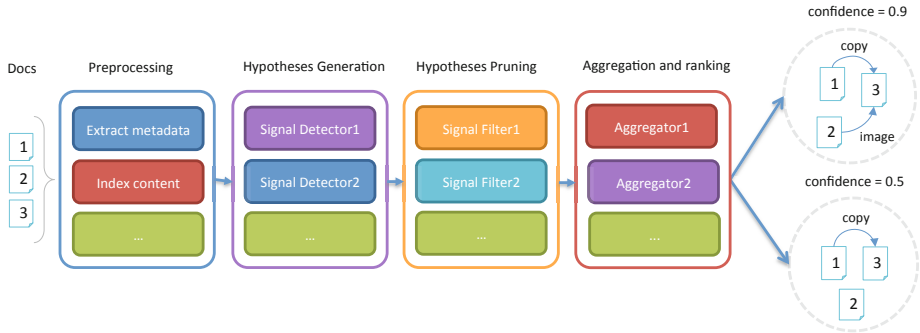 Docs
1
2
3
Preprocessing
Extract metadata
Index content
...
Hypotheses Generation
Signal Detector1
Signal Detector2
...
Hypotheses Pruning
Signal Filter1
Signal Filter2
...
Aggregation and ranking
Aggregator1
Aggregator2
...
confidence = 0.9
copy
1
3
2
image
confidence = 0.5
copy
1
3
2